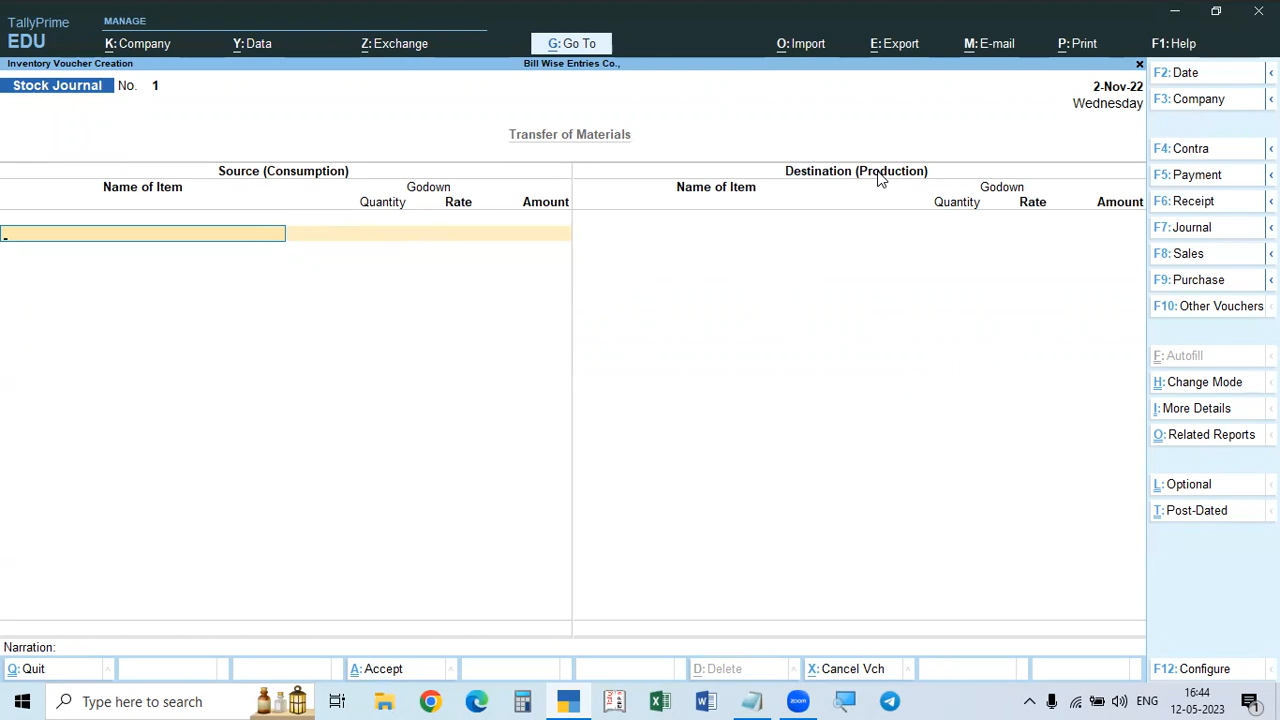 TallyPrime
EDU
MANAGE
K: Company
Y: Data
Z: Exchange
G: Go To
O: Import
E: Export
M: E-mail
P: Print
F1: Help
Inventory Voucher Creation
Bill Wise Entries Co.,
Stock Journal No. 1
2-Nov-22
Wednesday
Transfer of Materials
Source (Consumption)
Destination (Production)
Name of Item
Godown
Quantity Rate Amount
Name of Item
Godown
Quantity Rate Amount
F2: Date
F3: Company
F4: Contra
F5: Payment
F6: Receipt
F7: Journal
F8: Sales
F9: Purchase
F10: Other Vouchers
F: Autofill
H: Change Mode
I: More Details
O: Related Reports
L: Optional
T: Post-Dated
Narration:
Q: Quit
A: Accept
D: Delete
X: Cancel Vch
F12: Configure
Type here to search
ENG
16:44
12-05-2023